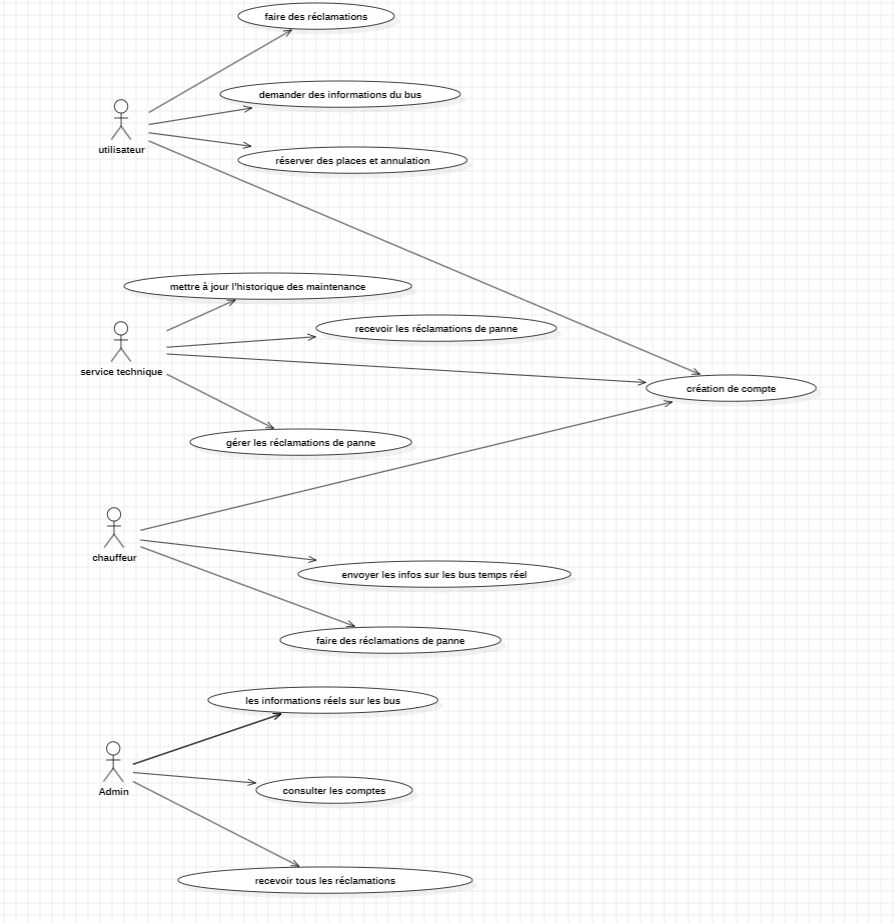 faire des réclamations
demander des informations du bus
utilisateur
réserver des places et annulation
mettre à jour l'historique des maintenance
recevoir les réclamations de panne
service technique
création de compte
gérer les réclamations de panne
chauffeur
envoyer les infos sur les bus temps réel
faire des réclamations de panne
les informations réels sur les bus
Admin
consulter les comptes
recevoir tous les réclamations